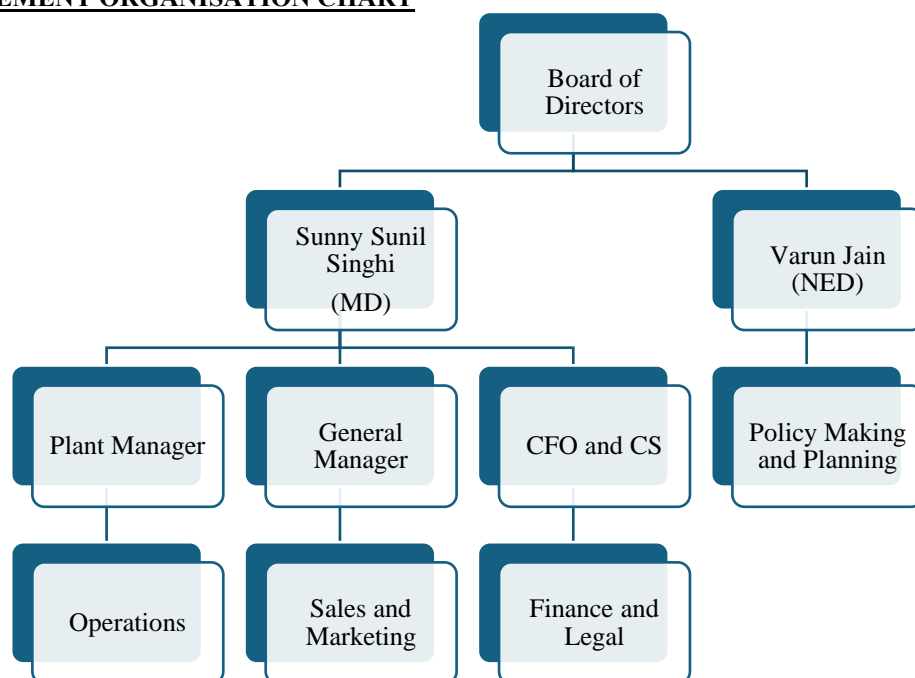 EMENT ORGANISATION CHART
Board of
Directors
Sunny Sunil
Singhi
(MD)
Varun Jain
(NED)
Plant Manager
General
Manager
CFO and CS
Policy Making
and Planning
Operations
Sales and
Marketing
Finance and
Legal